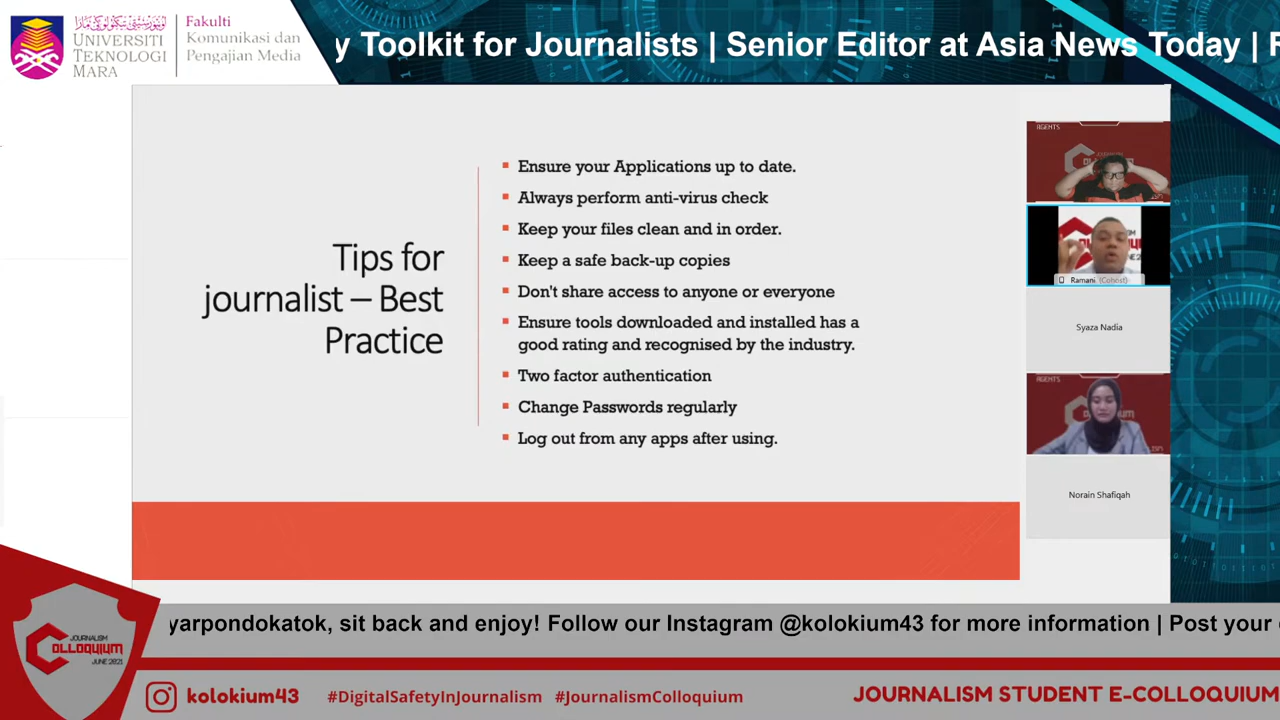 UNIVERSITI
TEKNOLOGI
MARA
Fakulti
Komunikasi dan
Pengajian Media
y Toolkit for Journalists | Senior Editor at Asia News Today |
Tips for
journalist – Best
Practice
Ensure your Applications up to date.
Always perform anti-virus check
Keep your files clean and in order.
Keep a safe back-up copies
Don't share access to anyone or everyone
Ensure tools downloaded and installed has a
good rating and recognised by the industry.
Two factor authentication
Change Passwords regularly
Log out from any apps after using.
AGENTS
Ramani (Cohost)
Syaza Nadia
AGENTS
COLLOQUIUM
Norain Shafiqah
yarpondokatok, sit back and enjoy! Follow our Instagram @kolokium43 for more information | Post your
JOURNALISM
COLLOQUIUM
JUNE 2021
kolokium43
#DigitalSafetyInJournalism #JournalismColloquium
JOURNALISM STUDENT E-COLLOQUIUM